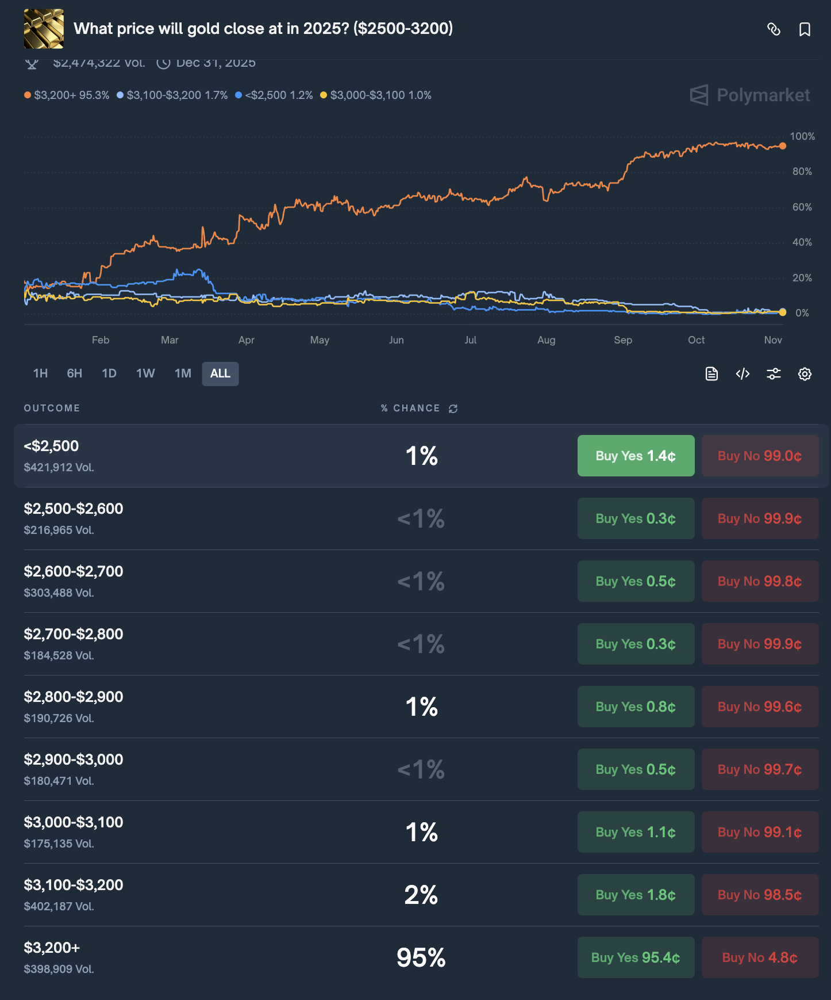 What price will gold close at in 2025? ($2500-3200)
$2,474,322 Vol. Dec 31, 2025
$3,200+ 95.3% $3,100-$3,200 1.7% <$2,500 1.2% $3,000-$3,100 1.0%
Polymarket
100%
80%
60%
40%
20%
0%
Feb Mar Apr May Jun Jul Aug Sep Oct Nov
1H 6H 1D 1W 1M ALL
OUTCOME % CHANCE
<$2,500
$421,912 Vol.
1%
Buy Yes 1.4¢ Buy No 99.0¢
$2,500-$2,600
$216,965 Vol.
<1%
Buy Yes 0.3¢ Buy No 99.9¢
$2,600-$2,700
$303,488 Vol.
<1%
Buy Yes 0.5¢ Buy No 99.8¢
$2,700-$2,800
$184,528 Vol.
<1%
Buy Yes 0.3¢ Buy No 99.9¢
$2,800-$2,900
$190,726 Vol.
1%
Buy Yes 0.8¢ Buy No 99.6¢
$2,900-$3,000
$180,471 Vol.
<1%
Buy Yes 0.5¢ Buy No 99.7¢
$3,000-$3,100
$175,135 Vol.
1%
Buy Yes 1.1¢ Buy No 99.1¢
$3,100-$3,200
$402,187 Vol.
2%
Buy Yes 1.8¢ Buy No 98.5¢
$3,200+
$398,909 Vol.
95%
Buy Yes 95.4¢ Buy No 4.8¢